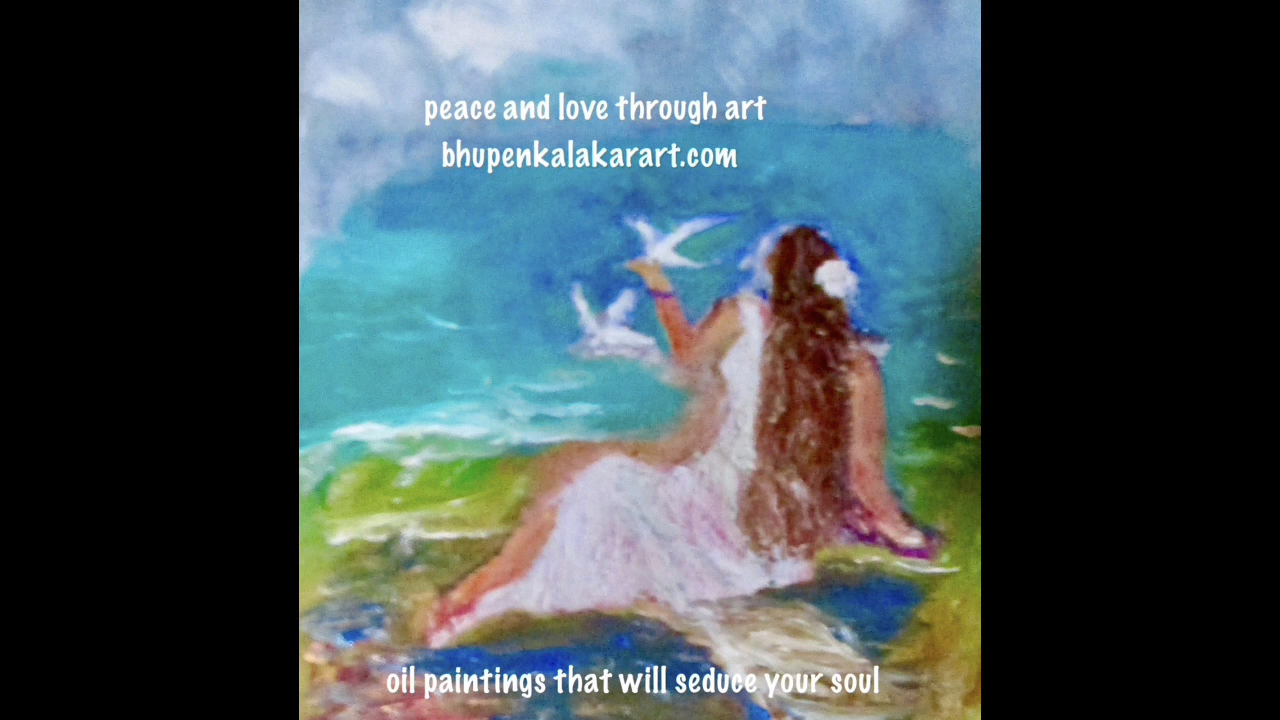 peace and love through art
bhupenkalakarart.com
oil paintings that will seduce your soul